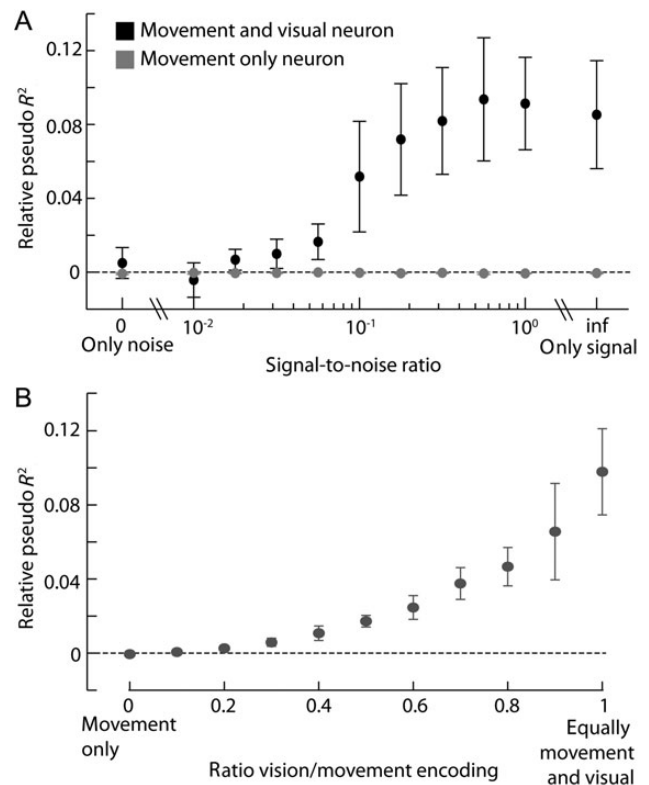 A
Movement and visual neuron
Movement only neuron
0.12
0.08
0.04
0
Relative pseudo R²
0
10⁻²
10⁻¹
10⁰
inf
Only noise
Only signal
Signal-to-noise ratio
B
0.12
0.08
0.04
0
Relative pseudo R²
0
0.2
0.4
0.6
0.8
1
Movement
only
Equally
movement
and visual
Ratio vision/movement encoding